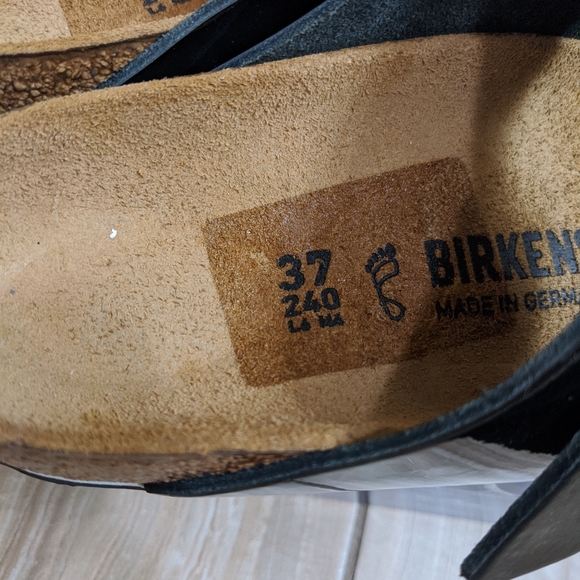 37
240
L6 M4
BIRKENS
MADE IN GERM